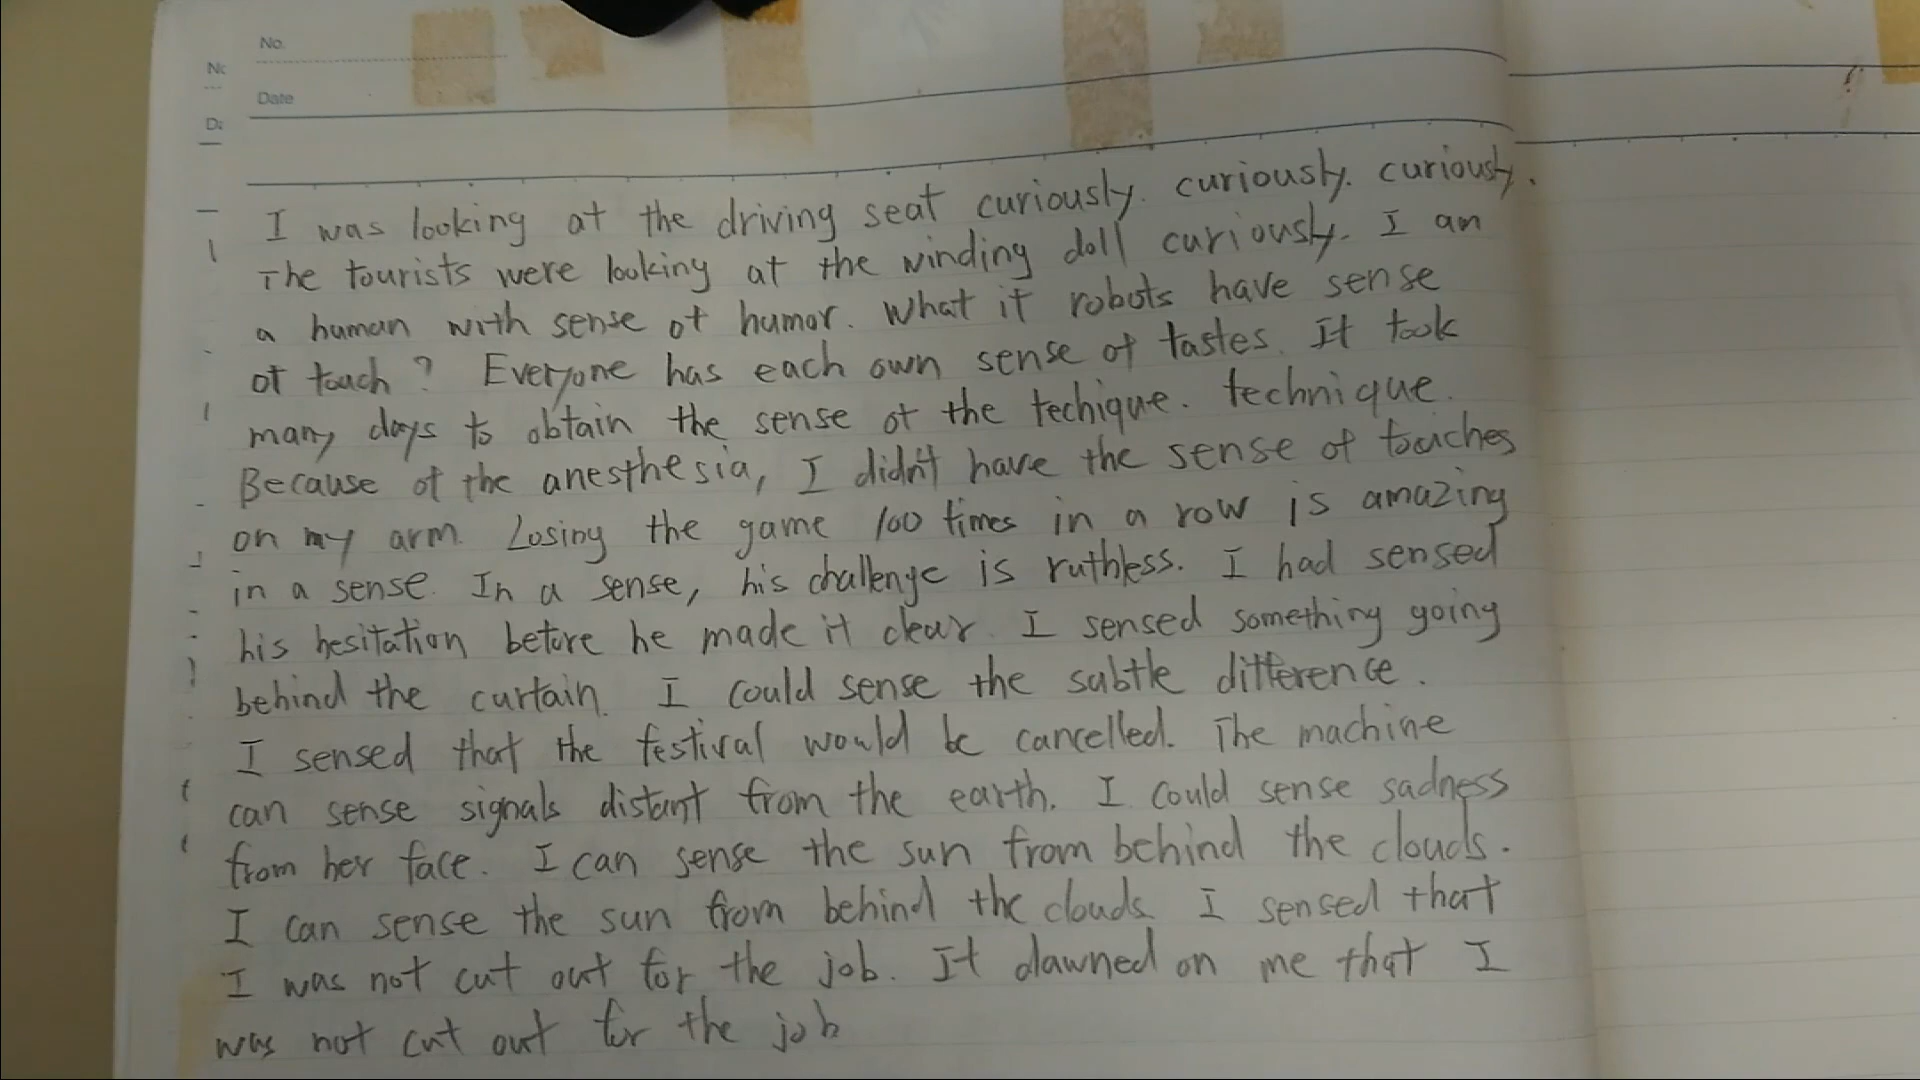 No.
Date
I was looking at the driving seat curiously. curiously. curiously.
The tourists were looking at the winding doll curiously. I am
a human with sense of humor. What if robots have sense
of touch? Everyone has each own sense of tastes. It took
many days to obtain the sense of the techique. technique.
Because of the anesthesia, I didn't have the sense of touches
on my arm. Losing the game 100 times in a row is amazing
in a sense. In a sense, his challenge is ruthless. I had sensed
his hesitation before he made it clear. I sensed something going
behind the curtain. I could sense the subtle difference.
I sensed that the festival would be cancelled. The machine
can sense signals distant from the earth. I could sense sadness
from her face. I can sense the sun from behind the clouds.
I can sense the sun from behind the clouds. I sensed that
I was not cut out for the job. It dawned on me that I
was not cut out for the job